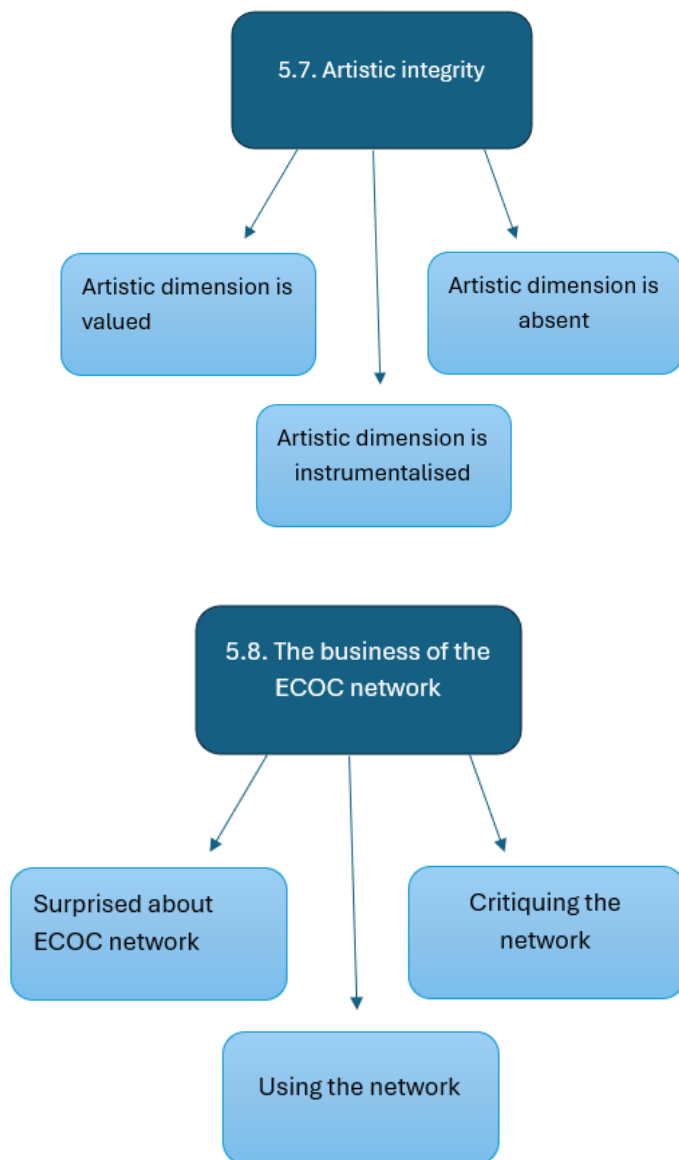 5.7. Artistic integrity
Artistic dimension is
valued
Artistic dimension is
absent
Artistic dimension is
instrumentalised
5.8. The business of the
ECOC network
Surprised about
ECOC network
Critiquing the
network
Using the network